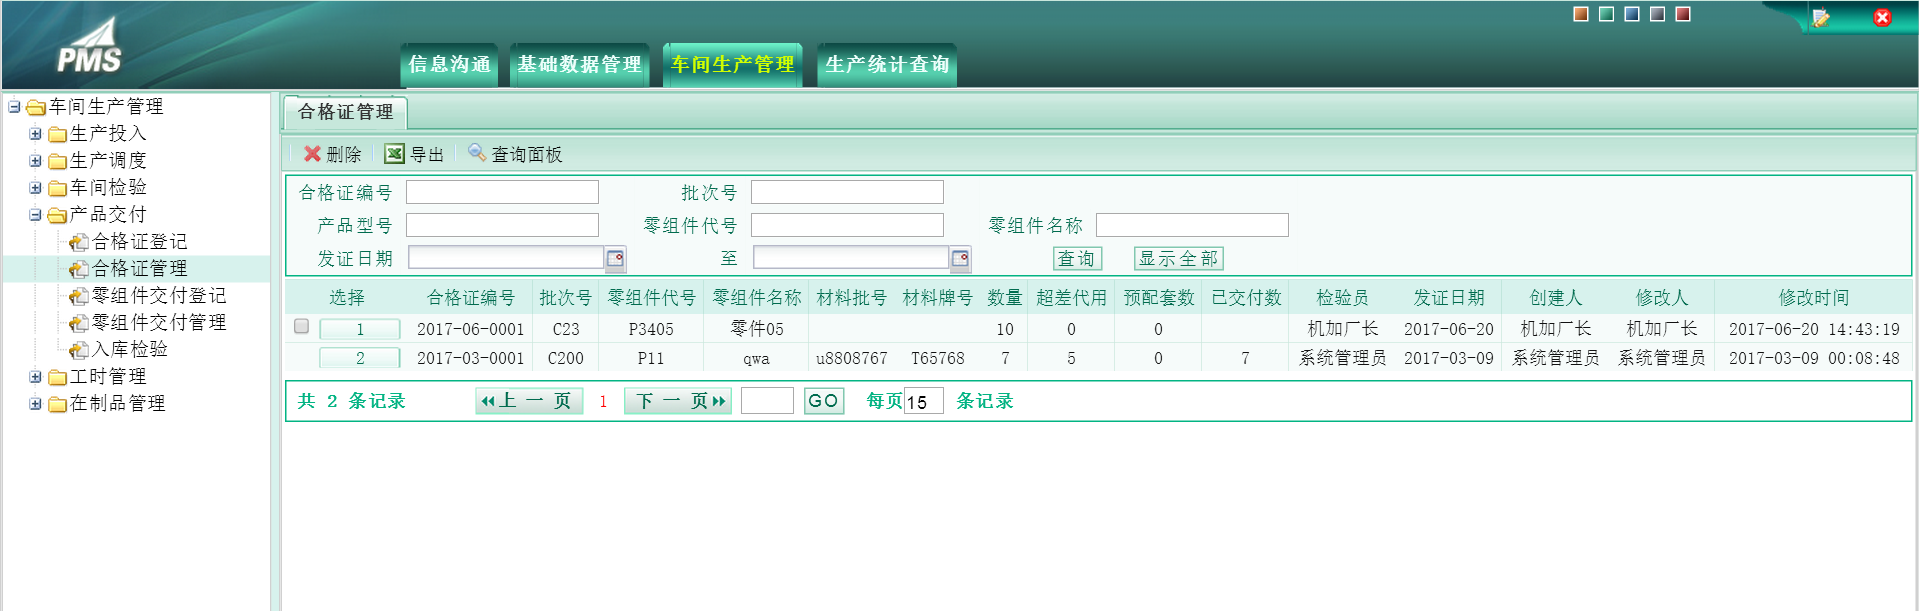 PMS
信息沟通 基础数据管理 车间生产管理 生产统计查询
车间生产管理
生产投入
生产调度
车间检验
产品交付
合格证登记
合格证管理
零组件交付登记
零组件交付管理
入库检验
工时管理
在制品管理
合格证管理
删除 导出 查询面板
合格证编号 批次号
产品型号 零组件代号 零组件名称
发证日期 至 查询 显示全部
选择 合格证编号 批次号 零组件代号 零组件名称 材料批号 材料牌号 数量 超差代用 预配套数 已交付数 检验员 发证日期 创建人 修改人 修改时间
1 2017-06-0001 C23 P3405 零件05 10 0 0 机加厂长 2017-06-20 机加厂长 机加厂长 2017-06-20 14:43:19
2 2017-03-0001 C200 P11 qwa u8808767 T65768 7 5 0 7 系统管理员 2017-03-09 系统管理员 系统管理员 2017-03-09 00:08:48
共 2 条记录 上一页 1 下一页 GO 每页 15 条记录